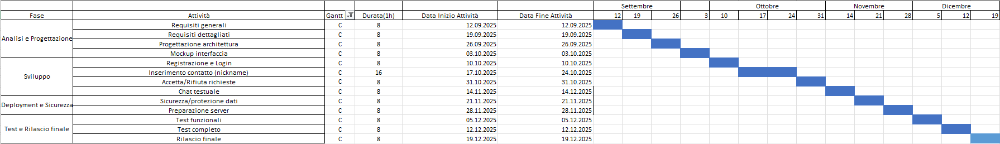 Settembre Ottobre Novembre Dicembre
Fase Attività Gantt Durata(1h) Data Inizio Attività Data Fine Attività 12 19 26 3 10 17 24 31 14 21 28 5 12 19
Analisi e Progettazione
Requisiti generali C 8 12.09.2025 12.09.2025
Requisiti dettagliati C 8 19.09.2025 19.09.2025
Progettazione architettura C 8 26.09.2025 26.09.2025
Mockup interfaccia C 8 03.10.2025 03.10.2025
Sviluppo
Registrazione e Login C 8 10.10.2025 10.10.2025
Inserimento contatto (nickname) C 16 17.10.2025 24.10.2025
Accetta/Rifiuta richieste C 8 31.10.2025 31.10.2025
Chat testuale C 8 14.11.2025 14.12.2025
Deployment e Sicurezza
Sicurezza/protezione dati C 8 21.11.2025 21.11.2025
Preparazione server C 8 28.11.2025 28.11.2025
Test e Rilascio finale
Test funzionali C 8 05.12.2025 05.12.2025
Test completo C 8 12.12.2025 12.12.2025
Rilascio finale C 8 19.12.2025 19.12.2025